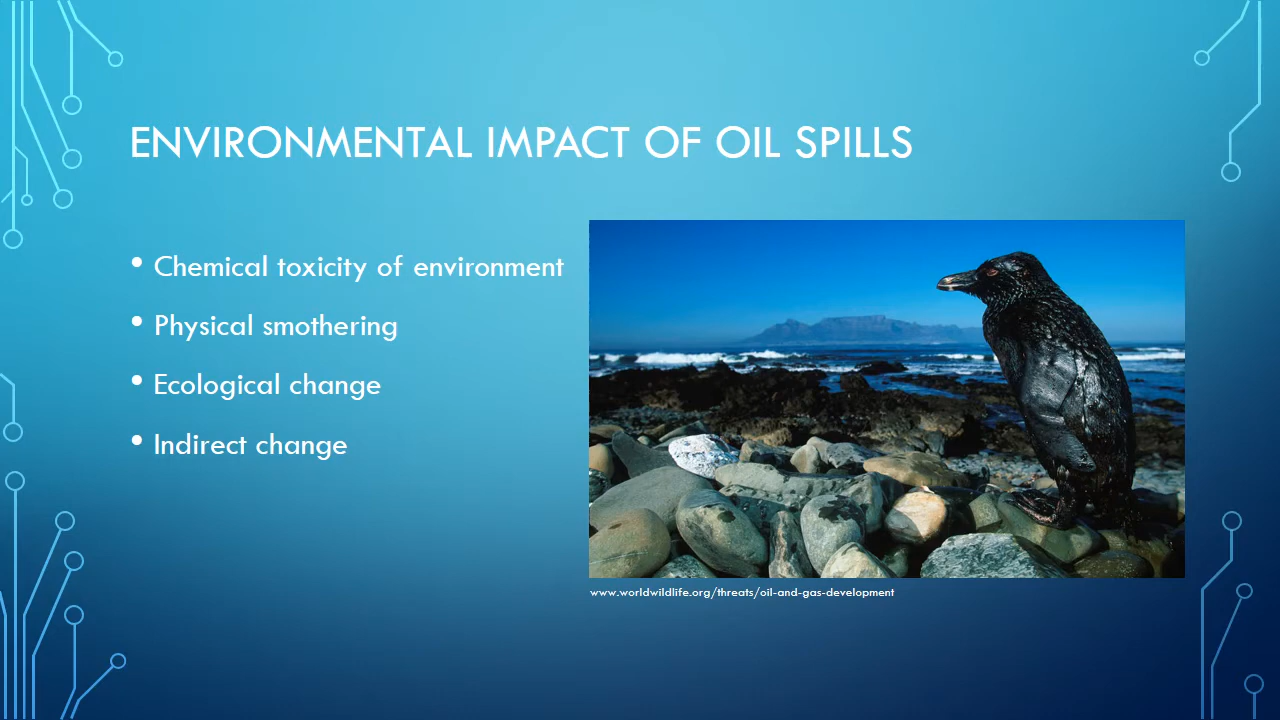 ENVIRONMENTAL IMPACT OF OIL SPILLS
• Chemical toxicity of environment
• Physical smothering
• Ecological change
• Indirect change
www.worldwildlife.org/threats/oil-and-gas-development